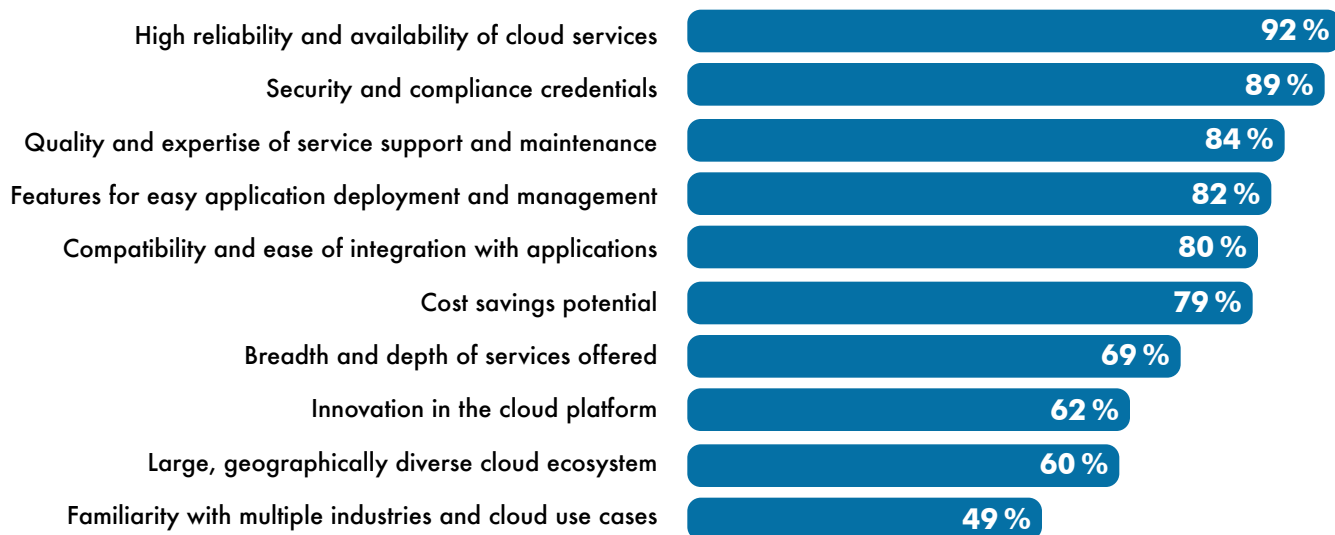 High reliability and availability of cloud services 92 %
Security and compliance credentials 89 %
Quality and expertise of service support and maintenance 84 %
Features for easy application deployment and management 82 %
Compatibility and ease of integration with applications 80 %
Cost savings potential 79 %
Breadth and depth of services offered 69 %
Innovation in the cloud platform 62 %
Large, geographically diverse cloud ecosystem 60 %
Familiarity with multiple industries and cloud use cases 49 %